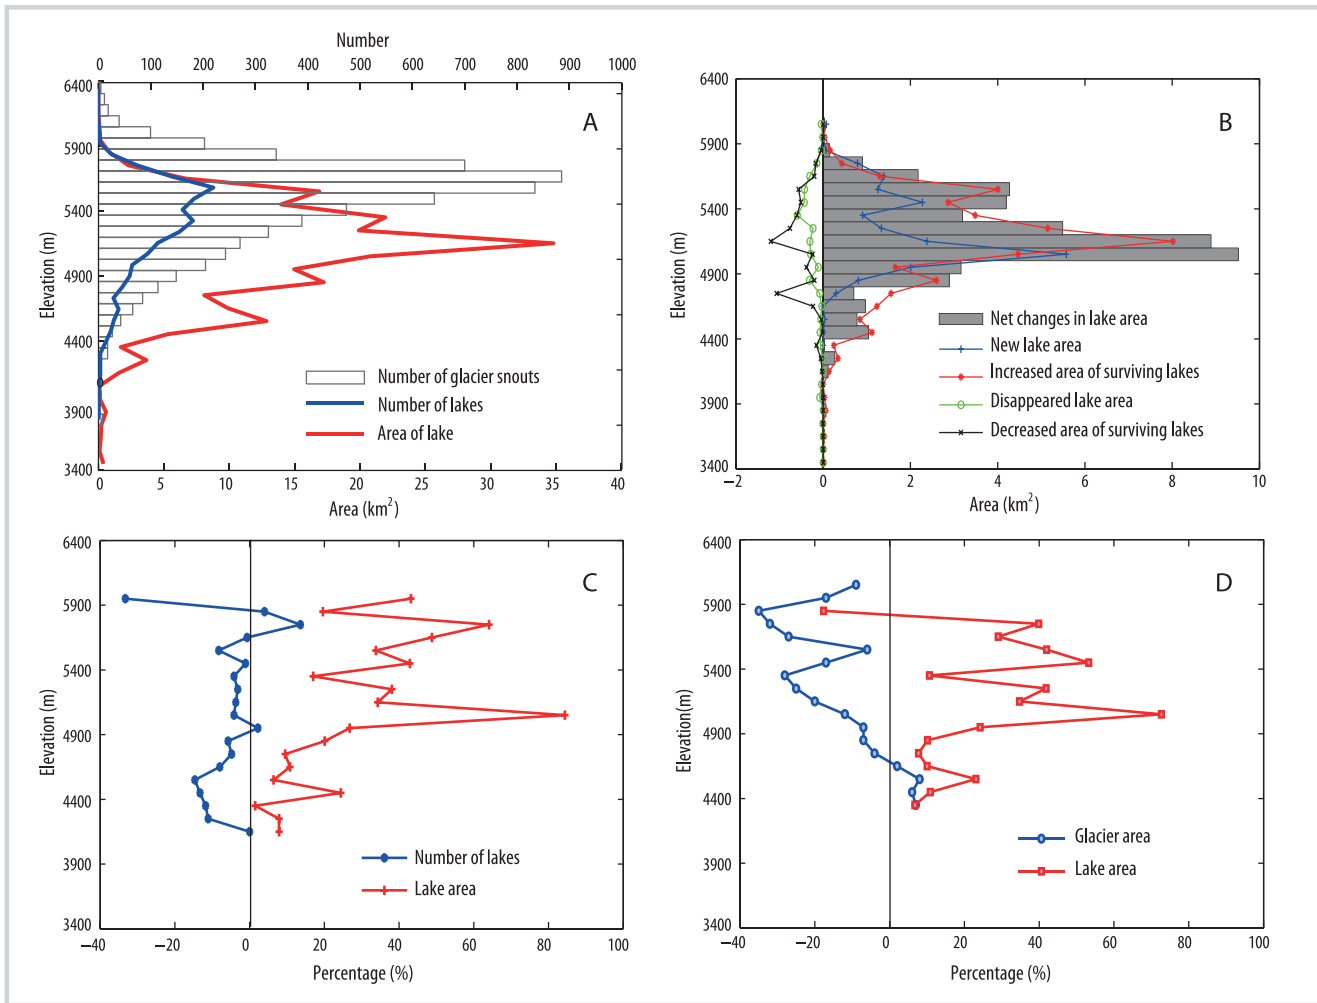 Number
0 100 200 300 400 500 600 700 800 900 1000
6400
5900
5400
4900
4400
3900
3400
Elevation (m)
A
Number of glacier snouts
Number of lakes
Area of lake
0 5 10 15 20 25 30 35 40
Area (km²)
6400
5900
5400
4900
4400
3900
3400
Elevation (m)
B
Net changes in lake area
New lake area
Increased area of surviving lakes
Disappeared lake area
Decreased area of surviving lakes
−2 0 2 4 6 8 10
Area (km²)
6400
5900
5400
4900
4400
3900
3400
Elevation (m)
C
Number of lakes
Lake area
−40 −20 0 20 40 60 80 100
Percentage (%)
6400
5900
5400
4900
4400
3900
3400
Elevation(m)
D
Glacier area
Lake area
−40 −20 0 20 40 60 80 100
Percentage (%)